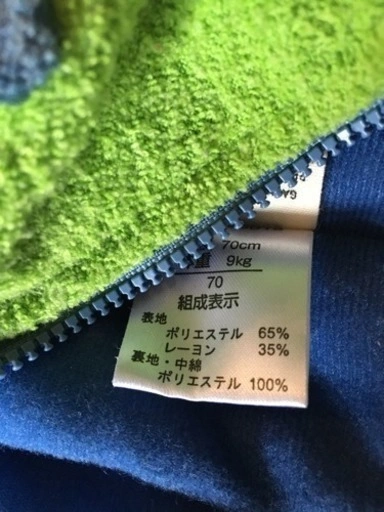 70cm
重 9kg
70
組成表示
表地
ポリエステル 65%
レーヨン 35%
裏地・中綿
ポリエステル 100%